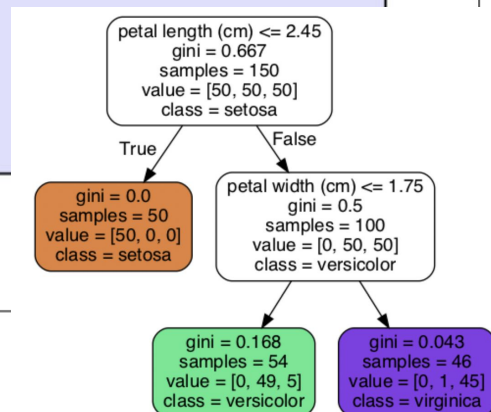 petal length (cm) <= 2.45
gini = 0.667
samples = 150
value = [50, 50, 50]
class = setosa
True
False
gini = 0.0
samples = 50
value = [50, 0, 0]
class = setosa
petal width (cm) <= 1.75
gini = 0.5
samples = 100
value = [0, 50, 50]
class = versicolor
gini = 0.168
samples = 54
value = [0, 49, 5]
class = versicolor
gini = 0.043
samples = 46
value = [0, 1, 45]
class = virginica